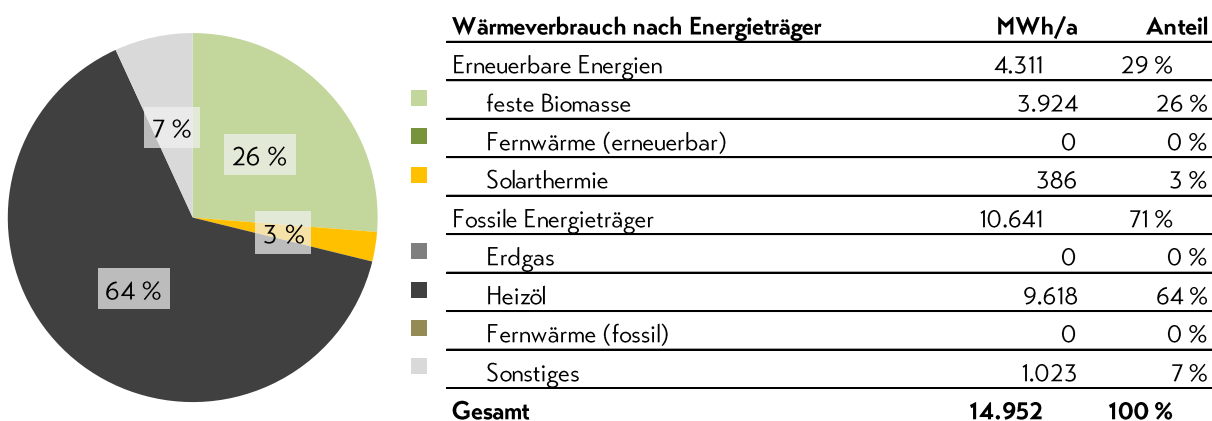 Wärmeverbrauch nach Energieträger MWh/a Anteil
Erneuerbare Energien 4.311 29 %
feste Biomasse 3.924 26 %
Fernwärme (erneuerbar) 0 0 %
Solarthermie 386 3 %
Fossile Energieträger 10.641 71 %
Erdgas 0 0 %
Heizöl 9.618 64 %
Fernwärme (fossil) 0 0 %
Sonstiges 1.023 7 %
Gesamt 14.952 100 %
7 %
26 %
3 %
64 %